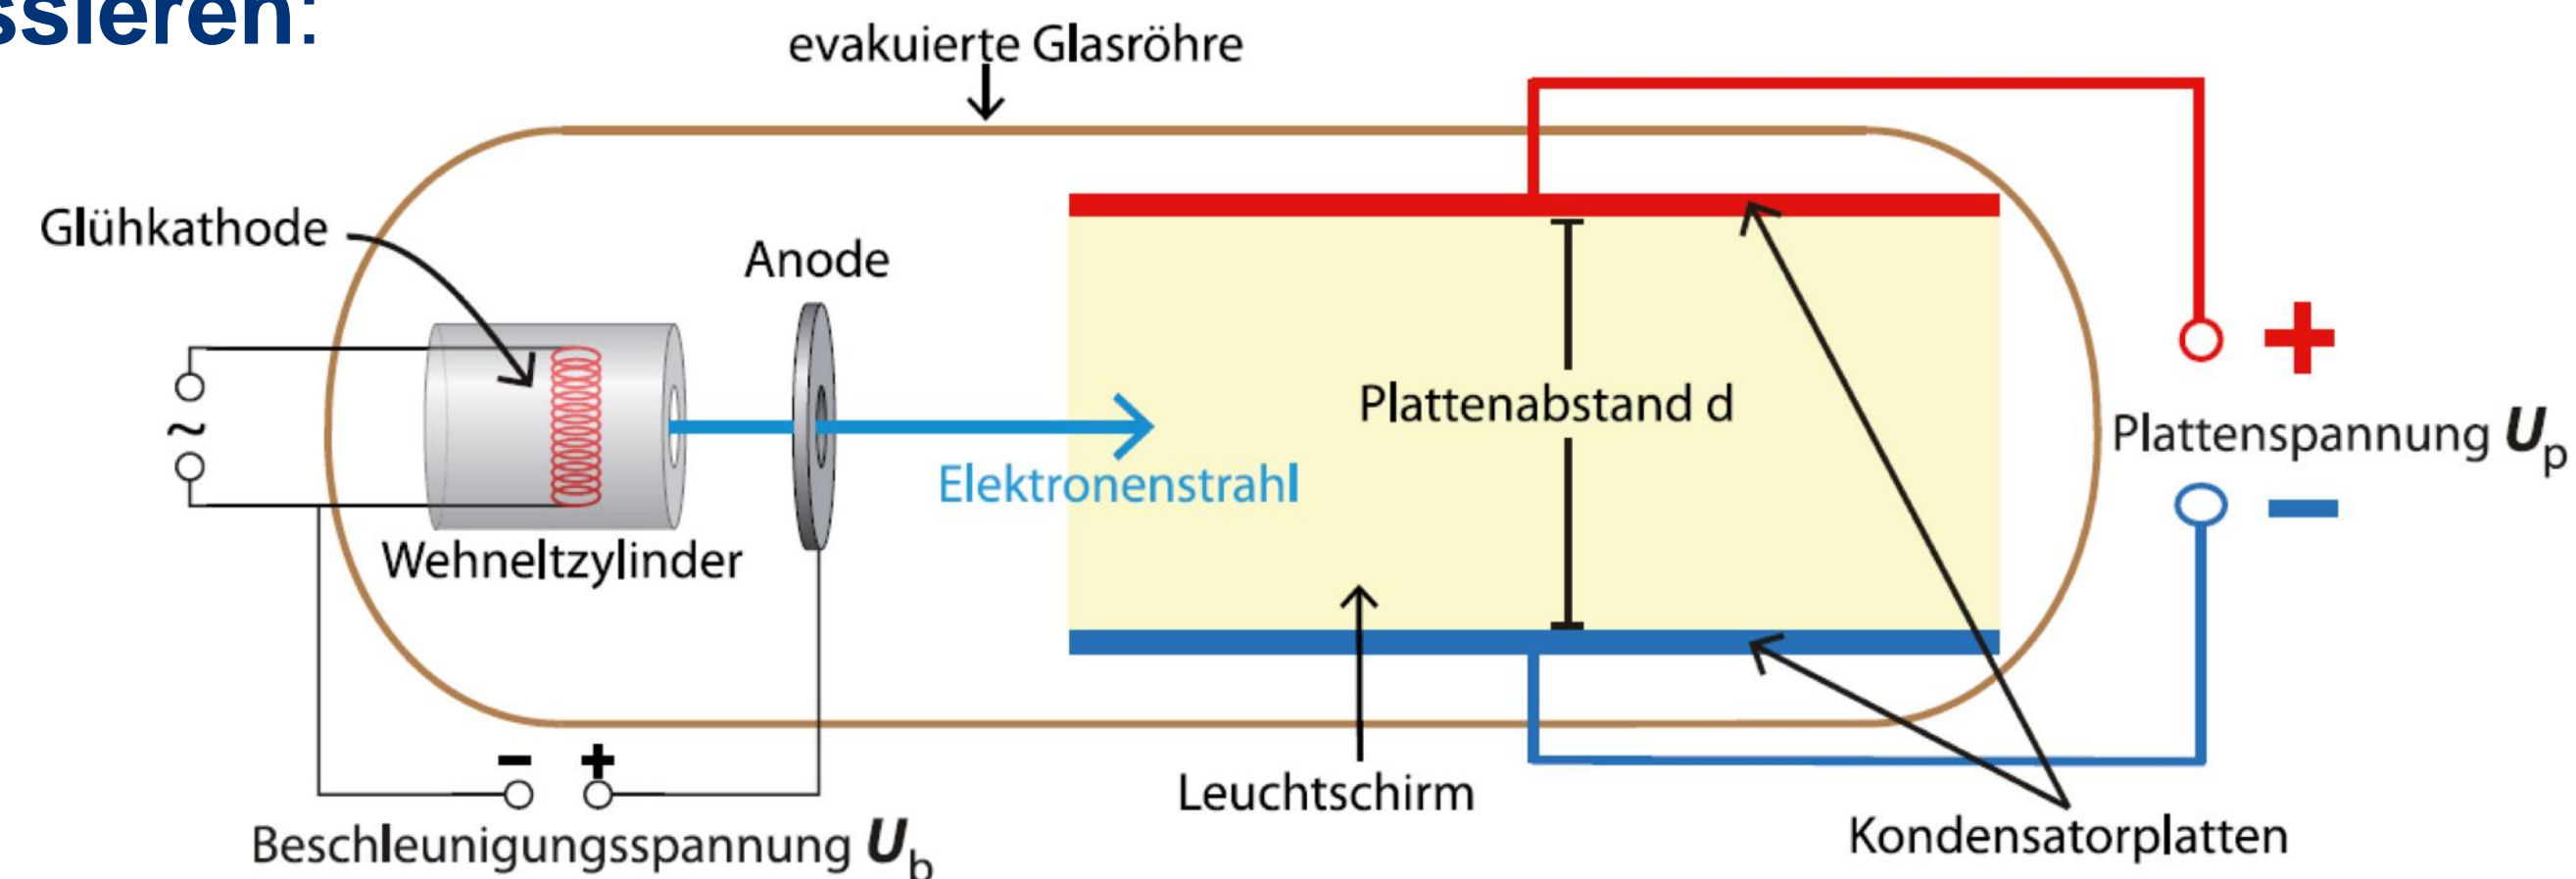 ssieren:
evakuierte Glasröhre
Glühkathode
Anode
+
Plattenabstand d
~
Plattenspannung Up
Elektronenstrahl
−
Wehneltzylinder
− +
Leuchtschirm
Kondensatorplatten
Beschleunigungsspannung Ub